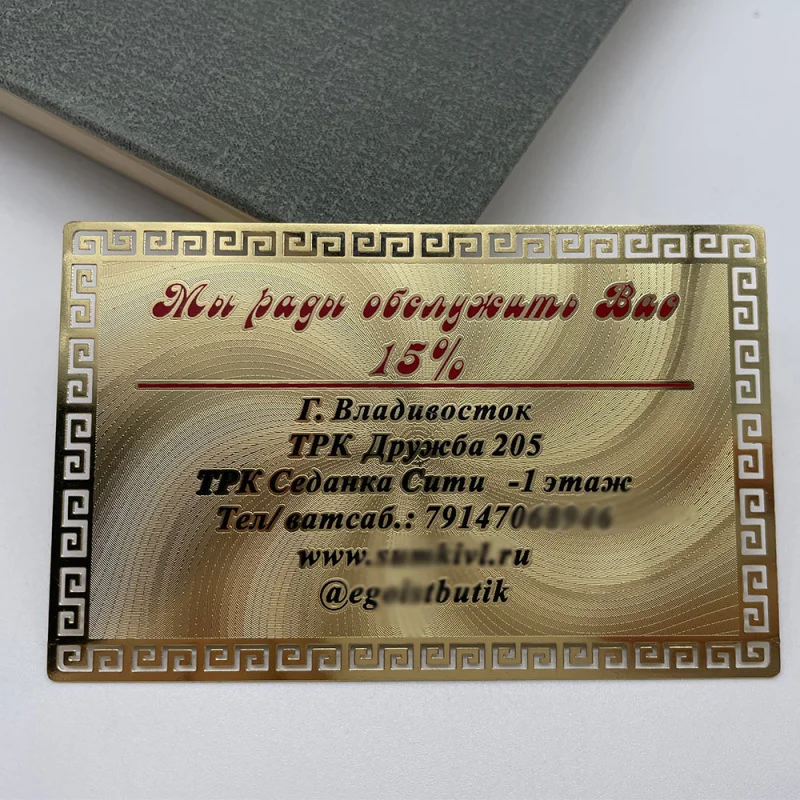 Мы рады обслужить Вас
15%
Г. Владивосток
ТРК Дружба 205
ТРК Седанка Сити -1 этаж
Тел/ ватсаб.: